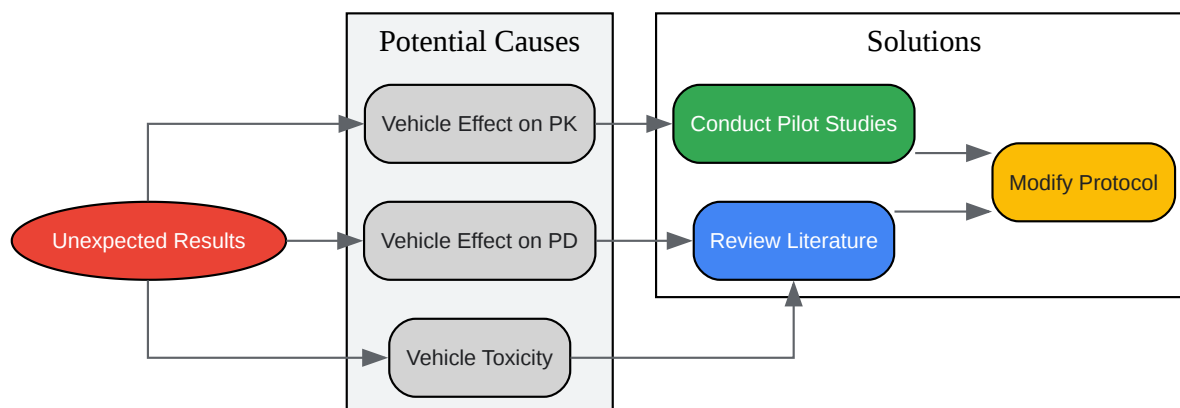 Potential Causes
Solutions
Vehicle Effect on PK
Conduct Pilot Studies
Modify Protocol
Unexpected Results
Vehicle Effect on PD
Review Literature
Vehicle Toxicity